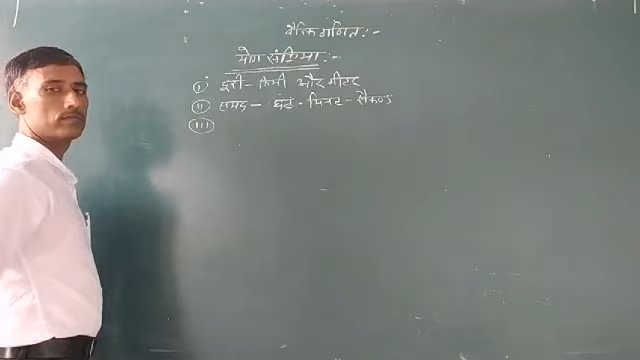 वैदिक गणित:-
योग संक्रिया:-
(i) दूरी - किमी और मीटर
(ii) समय - घंटे - मिनट - सैकण्ड
(iii)